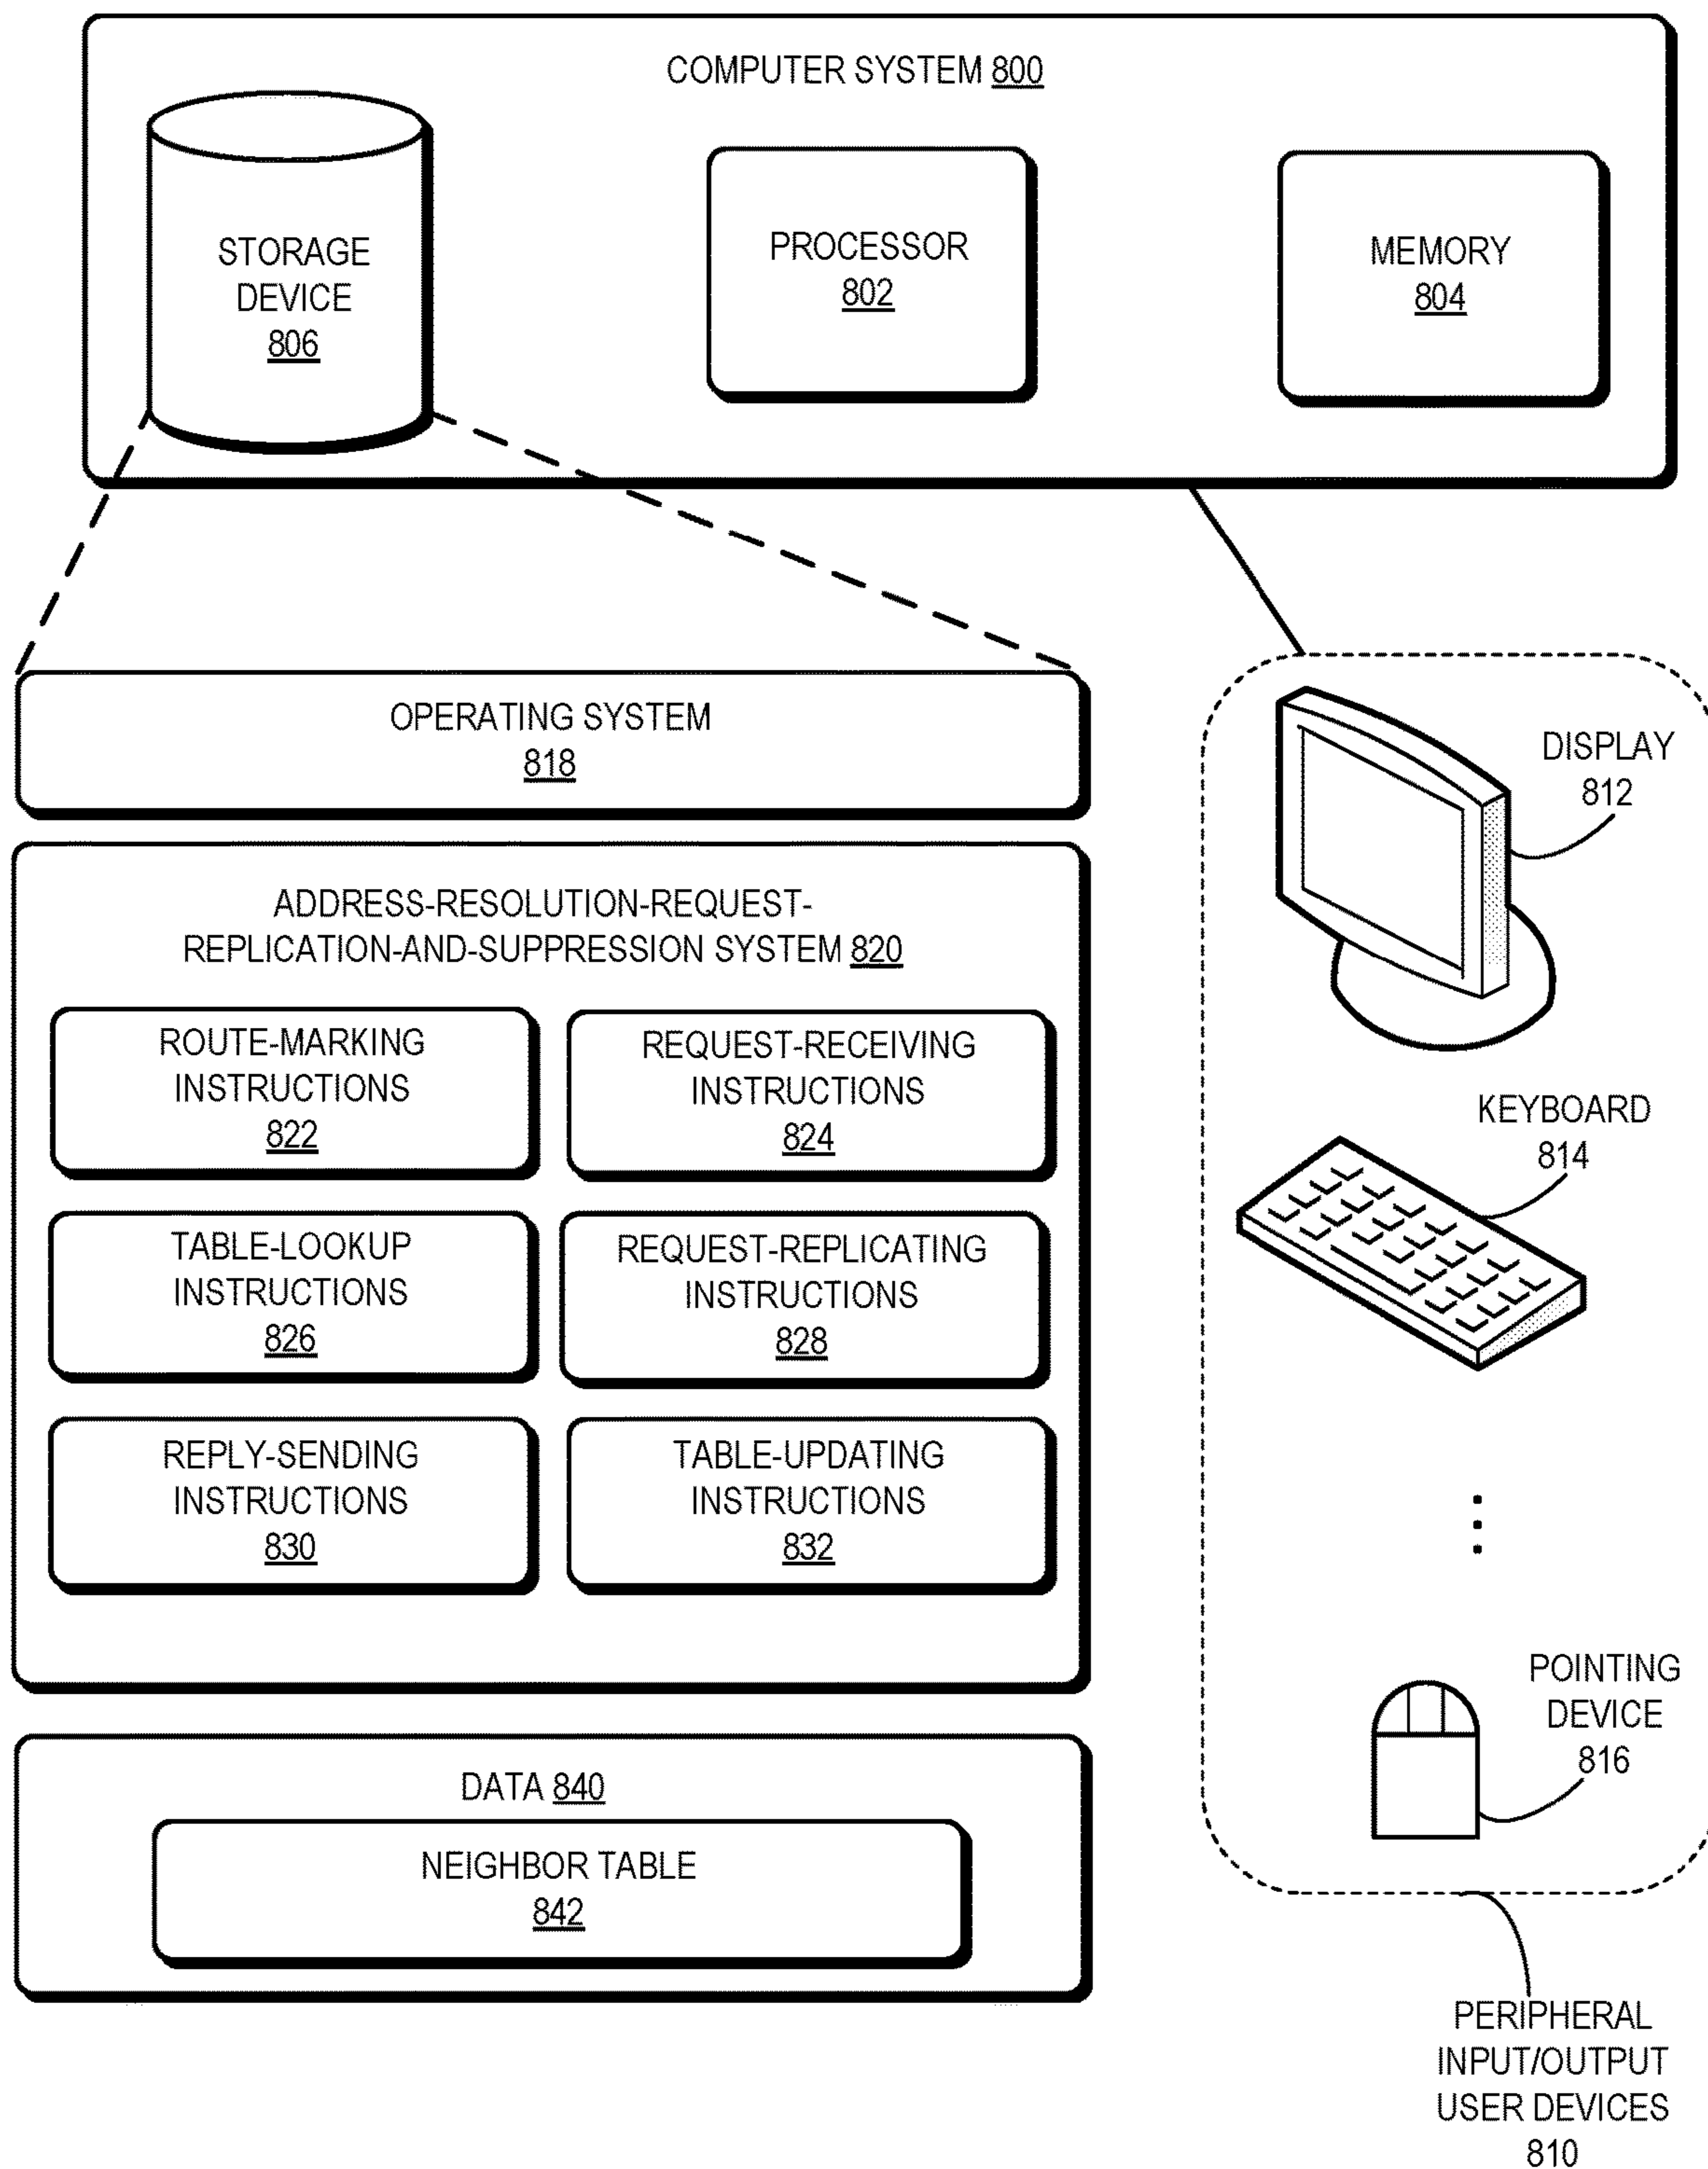 COMPUTER SYSTEM 800
STORAGE
DEVICE
806
PROCESSOR
802
MEMORY
804
OPERATING SYSTEM
818
ADDRESS-RESOLUTION-REQUEST-
REPLICATION-AND-SUPPRESSION SYSTEM 820
ROUTE-MARKING
INSTRUCTIONS
822
REQUEST-RECEIVING
INSTRUCTIONS
824
TABLE-LOOKUP
INSTRUCTIONS
826
REQUEST-REPLICATING
INSTRUCTIONS
828
REPLY-SENDING
INSTRUCTIONS
830
TABLE-UPDATING
INSTRUCTIONS
832
DATA 840
NEIGHBOR TABLE
842
DISPLAY
812
KEYBOARD
814
POINTING
DEVICE
816
PERIPHERAL
INPUT/OUTPUT
USER DEVICES
810